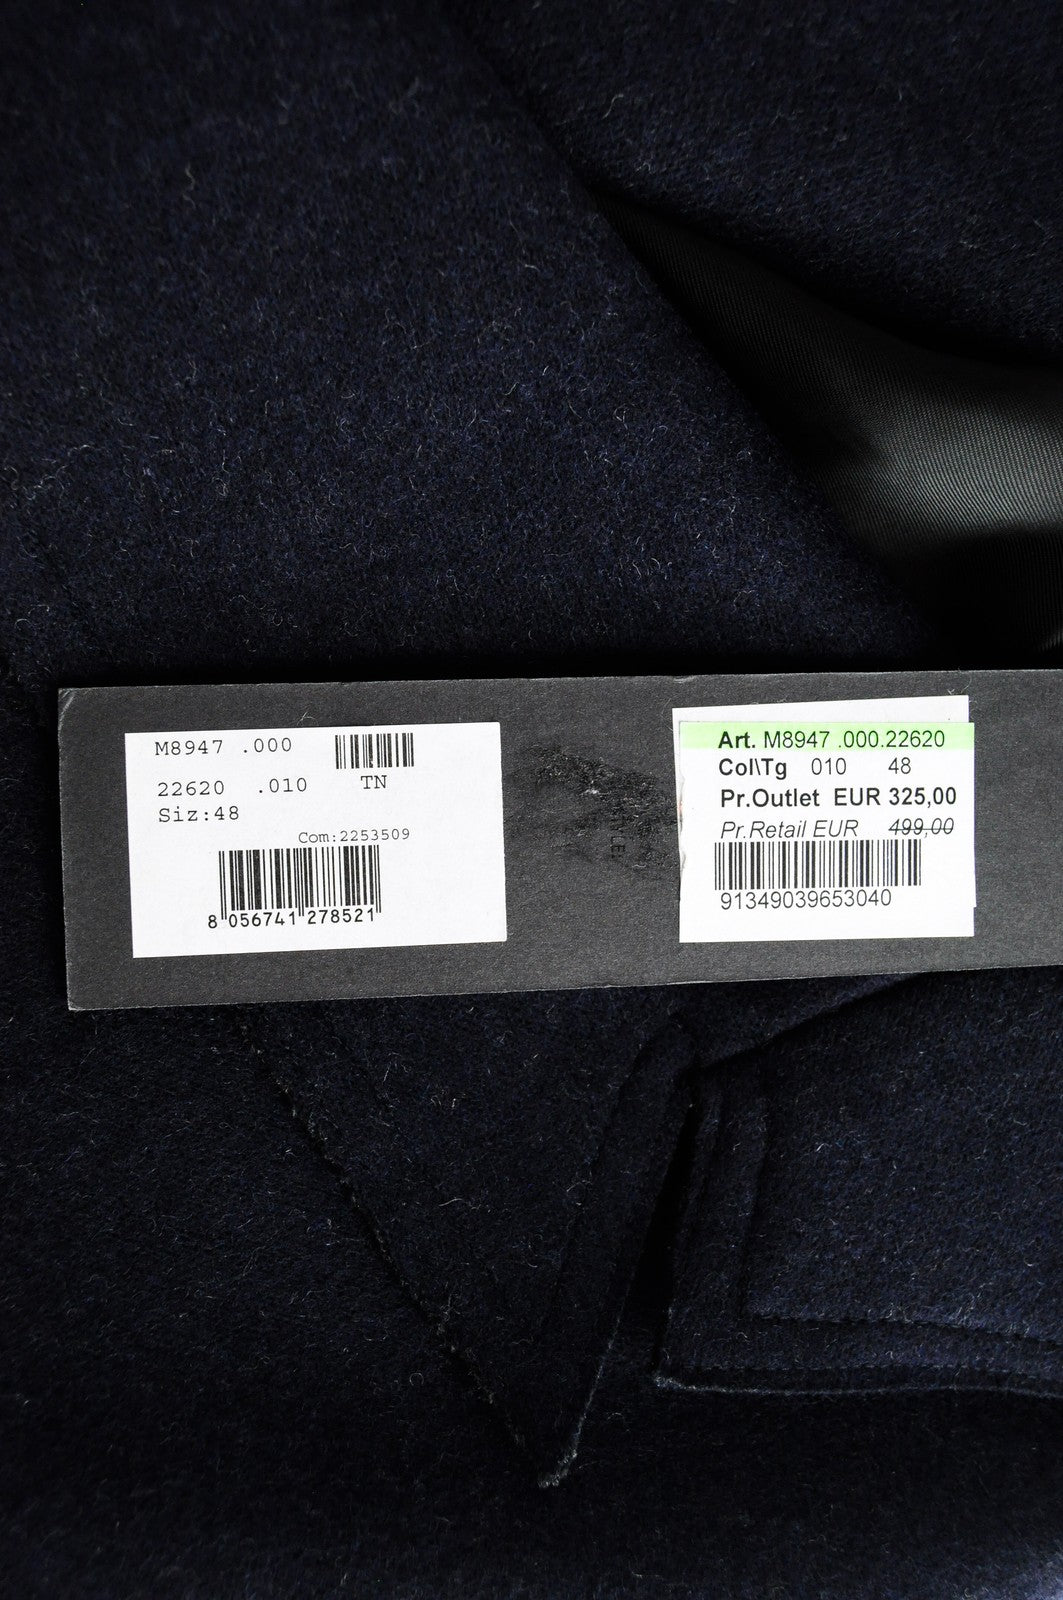 M8947 .000
22620 .010 TN
Siz:48
Com:2253509
8 056741 278521
STYLE
Art. M8947 .000.22620
Col\Tg 010 48
Pr.Outlet EUR 325,00
Pr.Retail EUR 499,00
91349039653040